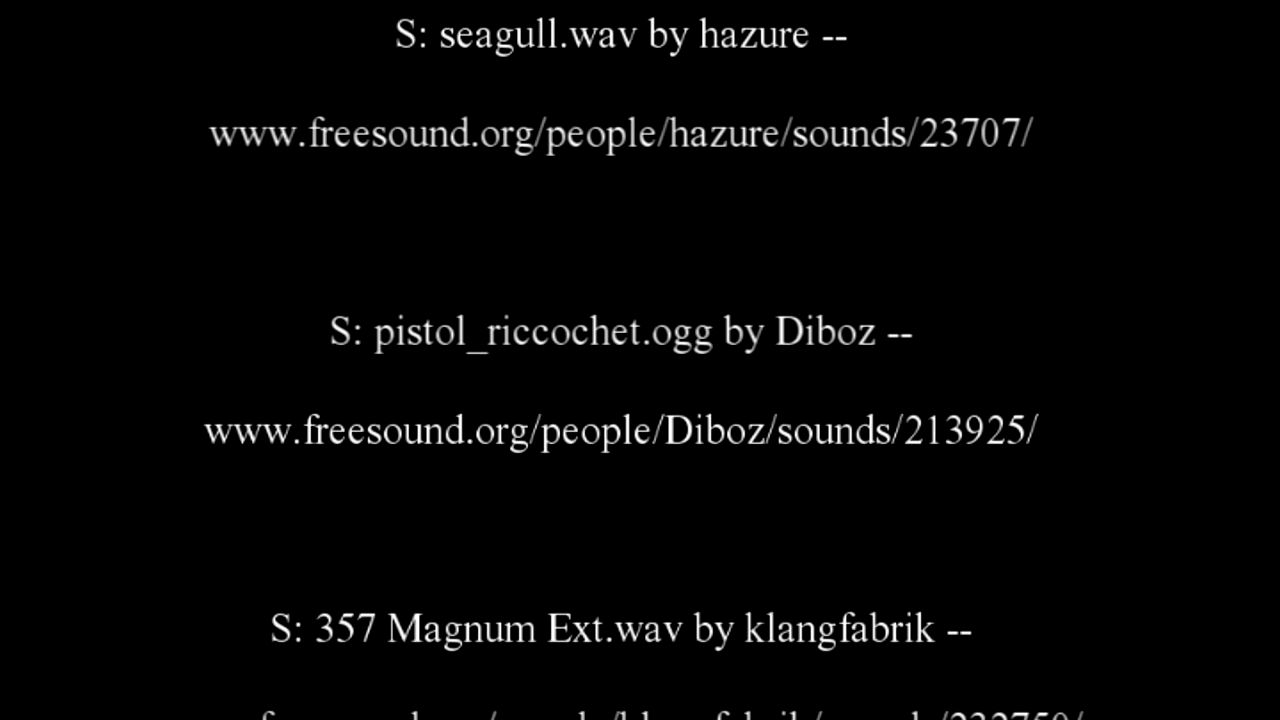 S: seagull.wav by hazure --
www.freesound.org/people/hazure/sounds/23707/
S: pistol_riccochet.ogg by Diboz --
www.freesound.org/people/Diboz/sounds/213925/
S: 357 Magnum Ext.wav by klangfabrik --